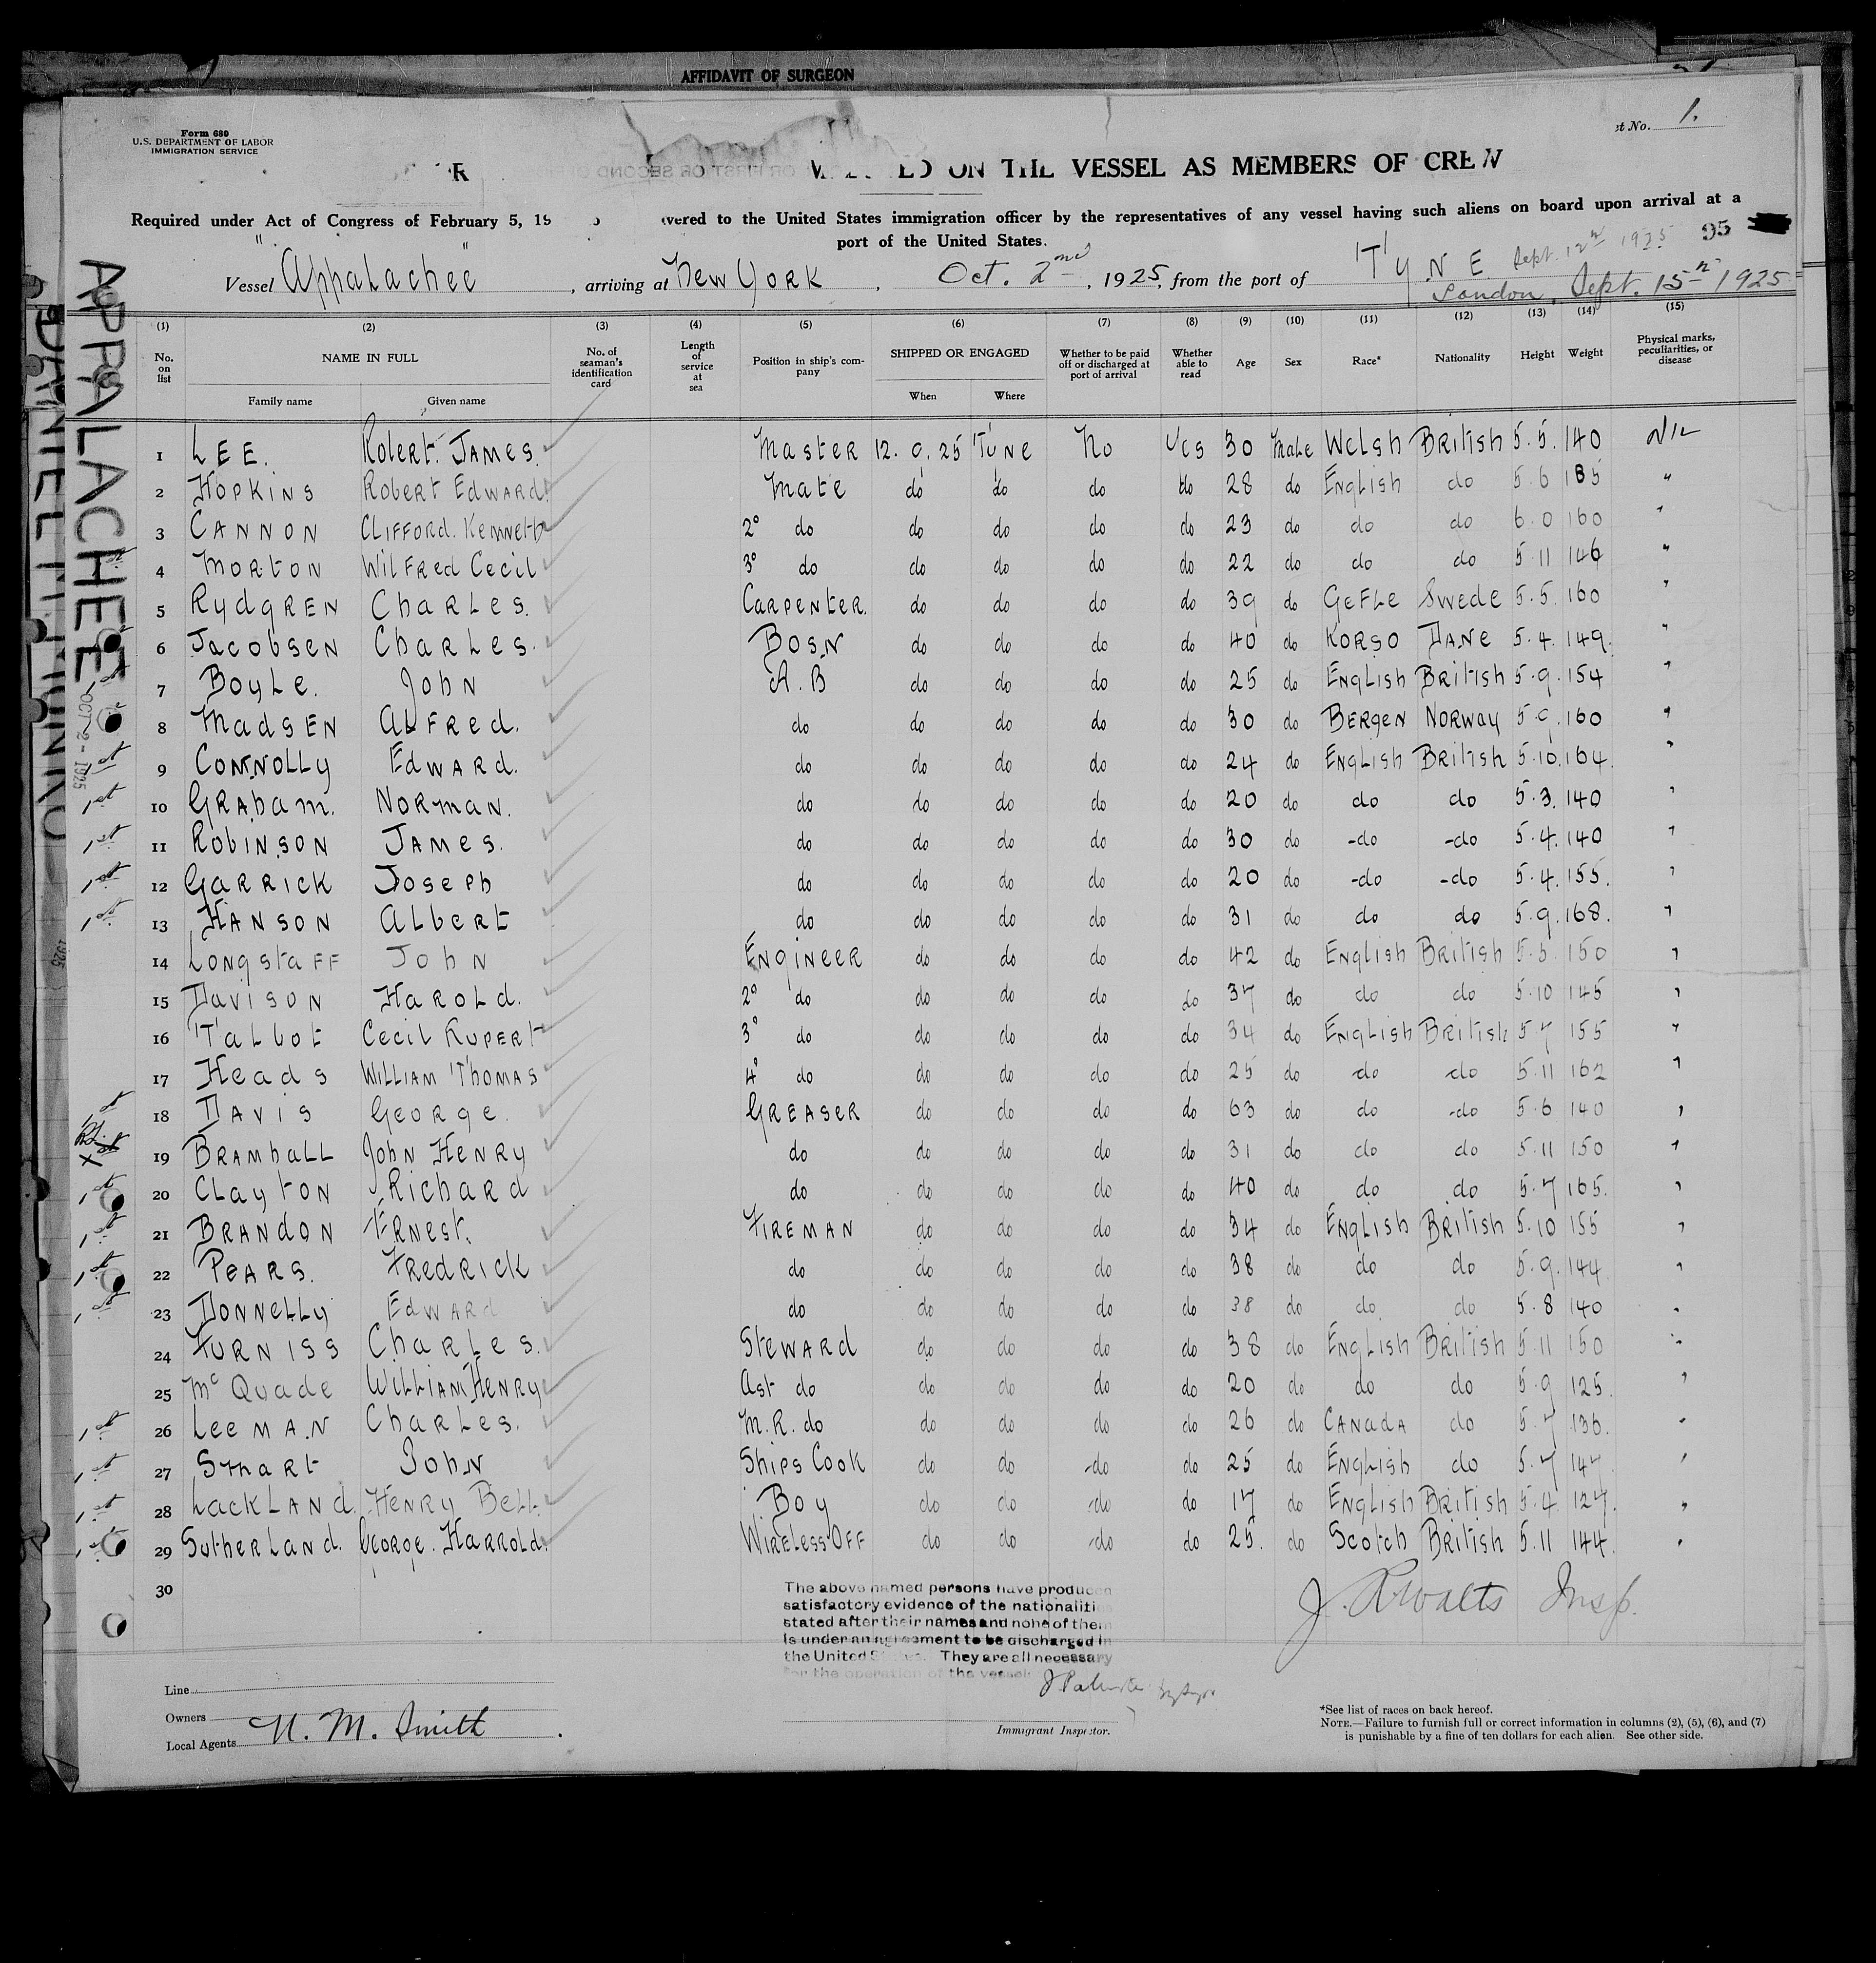 AFFIDAVIT OF SURGEON
Form 680
U.S. DEPARTMENT OF LABOR
IMMIGRATION SERVICE
No. 1.
ON THE VESSEL AS MEMBERS OF CREW
Required under Act of Congress of February 5, 19 vered to the United States immigration officer by the representatives of any vessel having such aliens on board upon arrival at a
port of the United States.
95
Vessel "Appalachee", arriving at New York, Oct. 2nd, 1925, from the port of TYNE Sept. 12th 1925
London, Sept. 15th 1925
APPALACHEE
OCT 2 - 1925
(1) (2) (3) (4) (5) (6) (7) (8) (9) (10) (11) (12) (13) (14) (15)
No. on list NAME IN FULL Family name Given name No. of seaman's identification card Length of service at sea Position in ship's company SHIPPED OR ENGAGED When Where Whether to be paid off or discharged at port of arrival Whether able to read Age Sex Race* Nationality Height Weight Physical marks, peculiarities, or disease
1 LEE. Robert James. Master 12. 9. 25 Tyne No Yes 30 Male Welsh British 5.5. 140 Nil
2 Hopkins Robert Edward Mate do do do do 28 do English do 5 6 185 "
3 Cannon Clifford. Kenneth 2° do do do do do 23 do do do 6.0 160 "
4 Morton Wilfred Cecil 3° do do do do do 22 do do do 5.11 146 "
5 Rydgren Charles. Carpenter. do do do do 39 do Gefle Swede 5.5. 160 "
6 Jacobsen Charles. Bosn do do do do 40 do Korso Dane 5.4. 149. "
7 Boyle. John A.B do do do do 25 do English British 5.9. 154 "
8 Madsen Alfred. do do do do do 30 do Bergen Norway 5.9. 160 "
9 Connolly Edward. do do do do do 24 do English British 5.10. 164. "
10 Graham. Norman. do do do do do 20 do do do 5.3. 140 "
11 Robinson James. do do do do do 30 do -do -do 5.4. 140 "
12 Garrick Joseph do do do do do 20 do -do -do 5.4. 155. "
13 Hanson Albert do do do do do 31 do do do 5.9. 168. "
14 Longstaff John Engineer do do do do 42 do English British 5.5. 150 "
15 Davison Harold. 2° do do do do do 37 do do do 5.10 145 "
16 Talbot Cecil Rupert 3° do do do do do 34 do English British 5.7 155 "
17 Heads William Thomas 4° do do do do do 25 do do do 5.11 162 "
18 Davis George. Greaser do do do do 63 do do -do 5.6 140 "
19 Bramhall John Henry do do do do do 31 do do do 5.11 150 "
20 Clayton Richard do do do do do 40 do do do 5.7 165. "
21 Brandon Ernest. Fireman do do do do 34 do English British 5.10 155 "
22 Pears. Fredrick do do do do do 38 do do do 5.9. 144 "
23 Donnelly Edward do do do do do 38 do do do 5.8 140 "
24 Furniss Charles. Steward do do do do 38 do English British 5.11 150 "
25 McQuade William Henry Ast do do do do do 20 do do do 5.9 125. "
26 Leeman Charles. M.R. do do do do do 26 do Canada do 5.7 136. "
27 Smart John Ships Cook do do -do do 25 do English do 5.7 147. "
28 Lackland. Henry Bell Boy do do -do do 17 do English British 5.4. 127. "
29 Sutherland. George. Harrold. Wireless Off do do -do do 25. do Scotch British 5.11 144. "
30
The above named persons have produced
satisfactory evidence of the nationaliti
stated after their names and none of them
is under an agreement to be discharged in
the United States. They are all necessary
for the operation of the vessel
J. Insp.
Line
Owners
Local Agents N. M. Smith
Immigrant Inspector.
*See list of races on back hereof.
NOTE.—Failure to furnish full or correct information in columns (2), (5), (6), and (7)
is punishable by a fine of ten dollars for each alien. See other side.